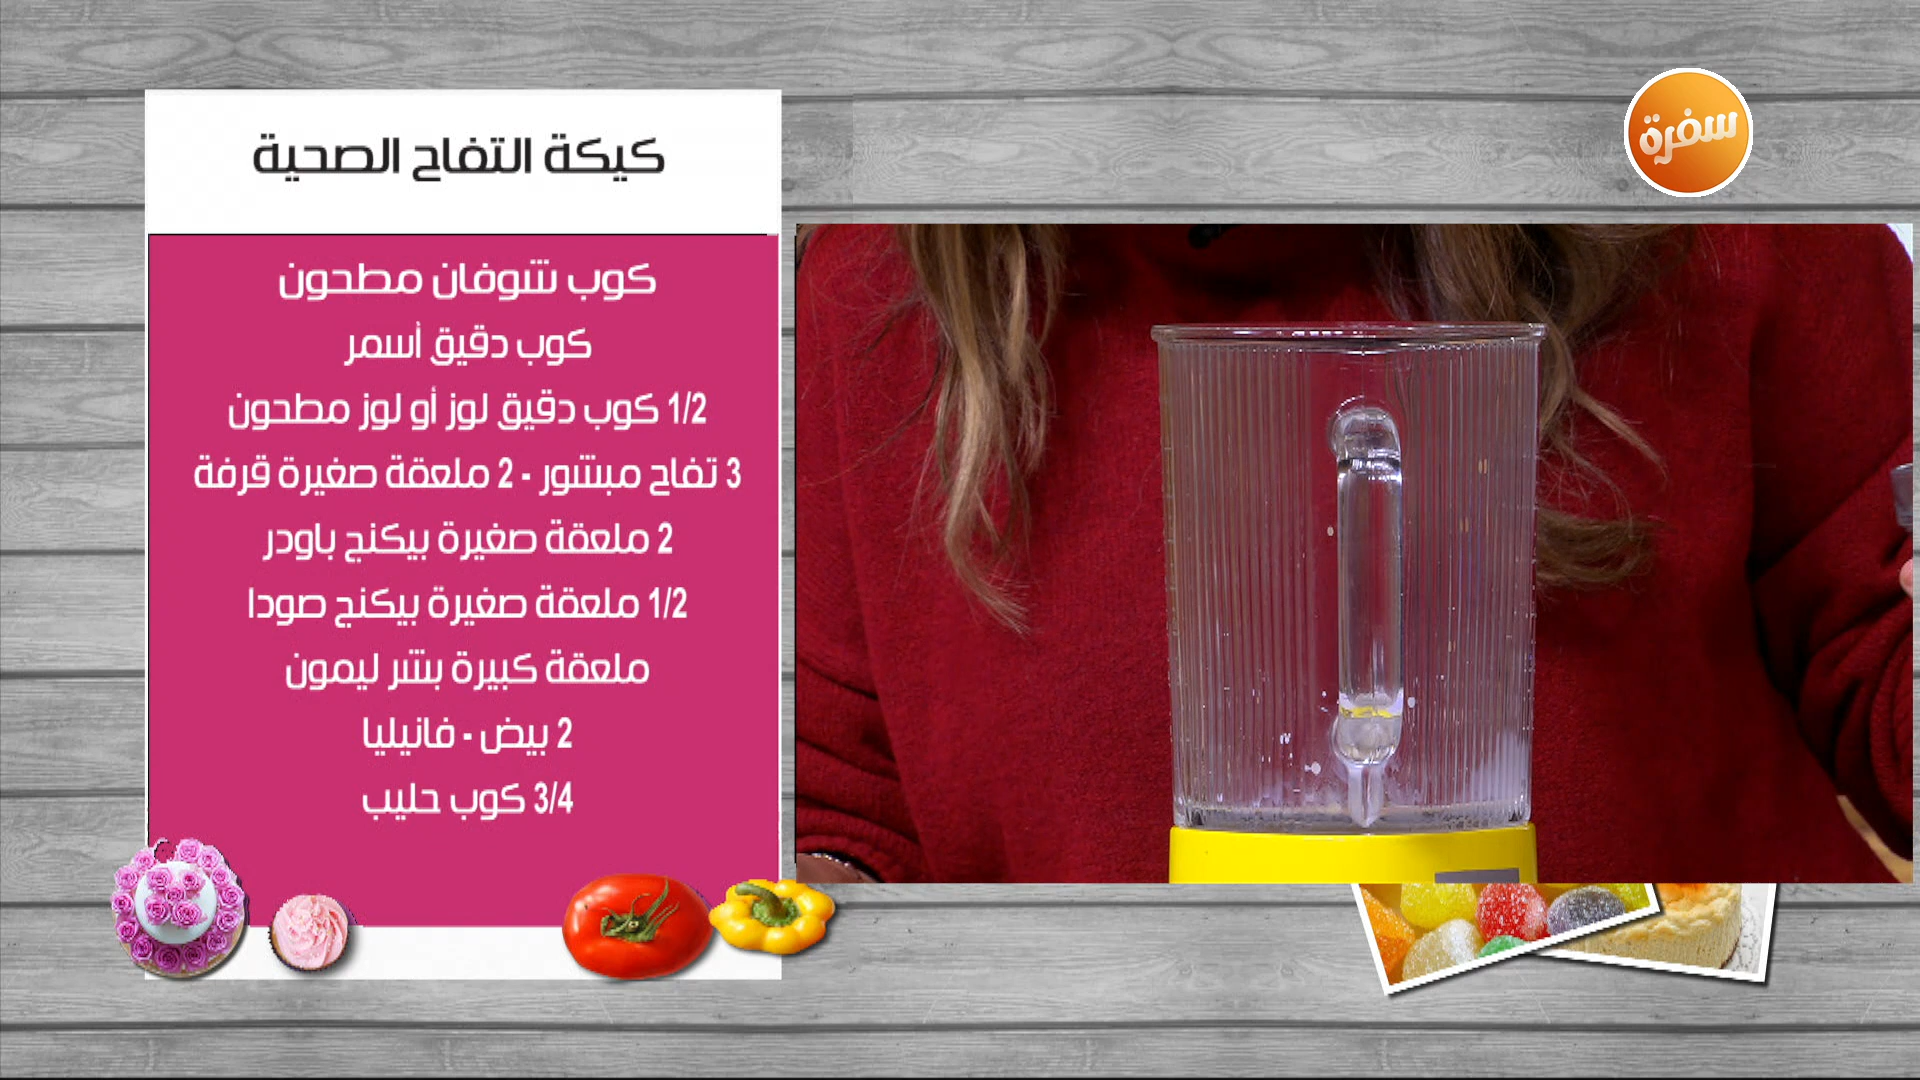 كيكة التفاح الصحية
كوب شوفان مطحون
كوب دقيق أسمر
1/2 كوب دقيق لوز أو لوز مطحون
3 تفاح مبشور - 2 ملعقة صغيرة قرفة
2 ملعقة صغيرة بيكنج باودر
1/2 ملعقة صغيرة بيكنج صودا
ملعقة كبيرة بشر ليمون
2 بيض - فانيليا
3/4 كوب حليب
سفرة